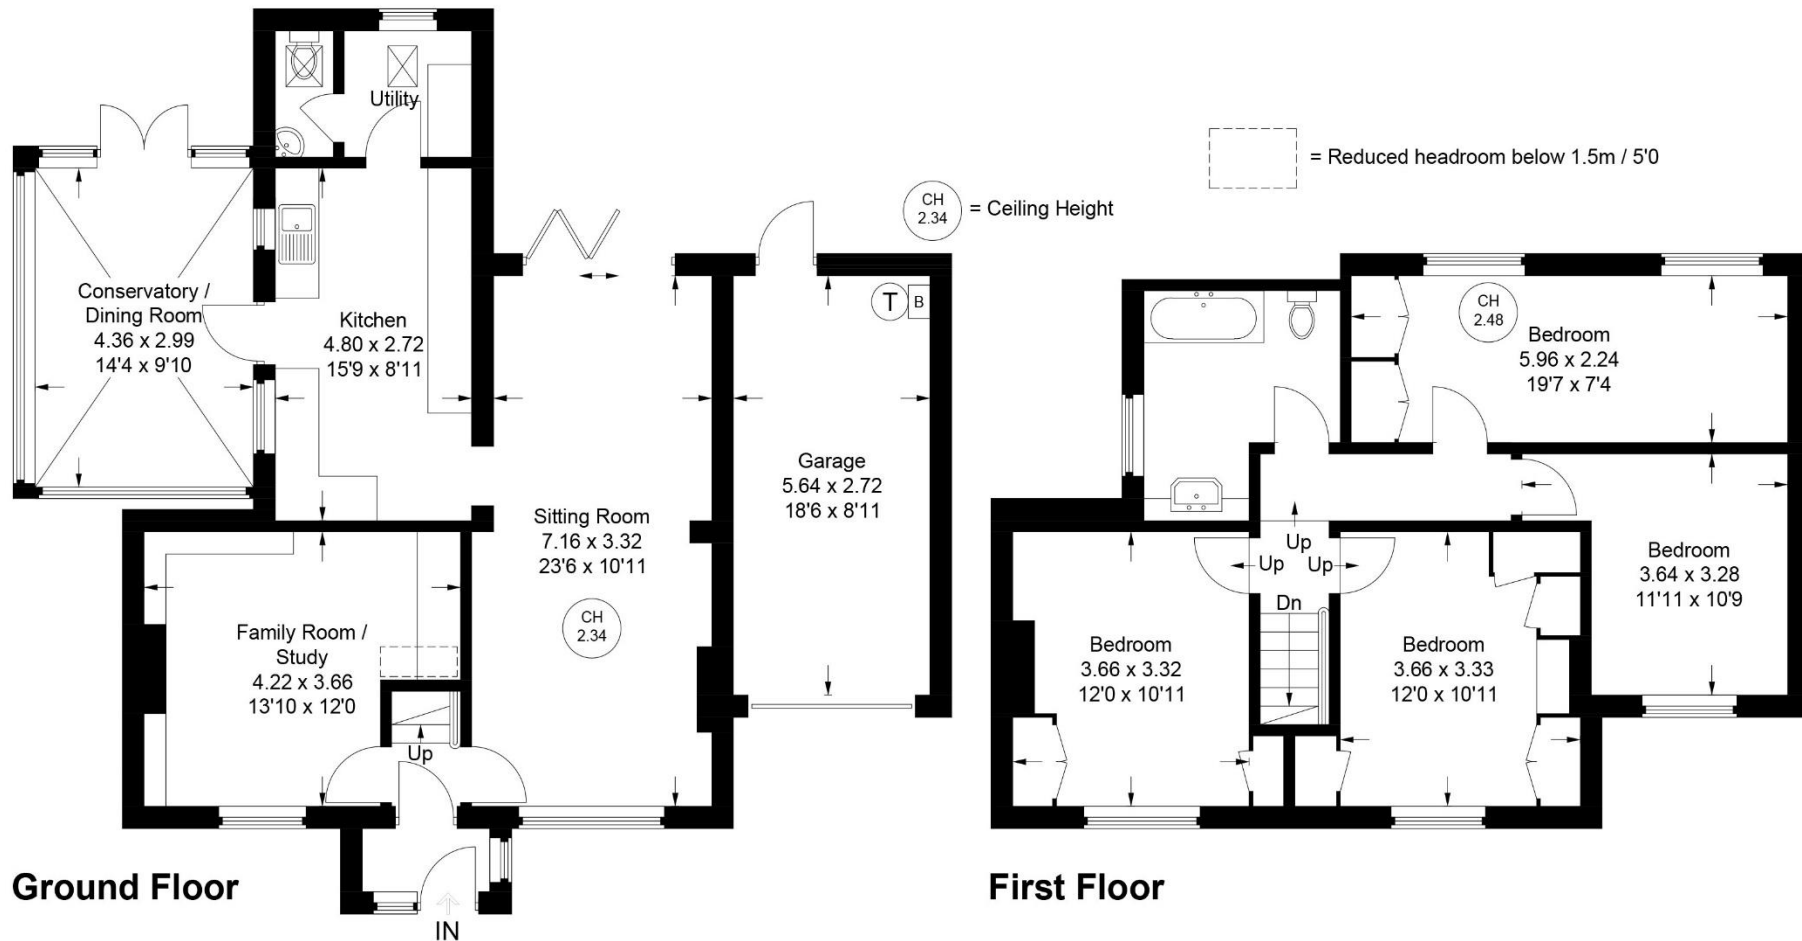 Utility
= Reduced headroom below 1.5m / 5'0
CH
2.34
= Ceiling Height
Conservatory /
Dining Room
4.36 x 2.99
14'4 x 9'10
Kitchen
4.80 x 2.72
15'9 x 8'11
T
B
Garage
5.64 x 2.72
18'6 x 8'11
Sitting Room
7.16 x 3.32
23'6 x 10'11
CH
2.34
Family Room /
Study
4.22 x 3.66
13'10 x 12'0
Up
IN
Ground Floor
CH
2.48
Bedroom
5.96 x 2.24
19'7 x 7'4
Bedroom
3.64 x 3.28
11'11 x 10'9
Up
Up
Up
Dn
Bedroom
3.66 x 3.32
12'0 x 10'11
Bedroom
3.66 x 3.33
12'0 x 10'11
First Floor